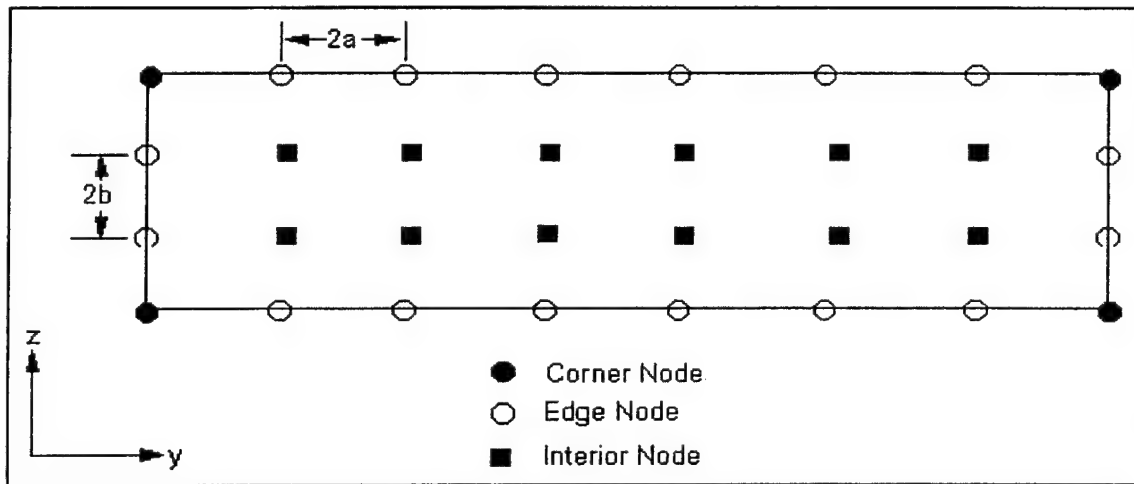 2a
2b
z
y
Corner Node
Edge Node
Interior Node